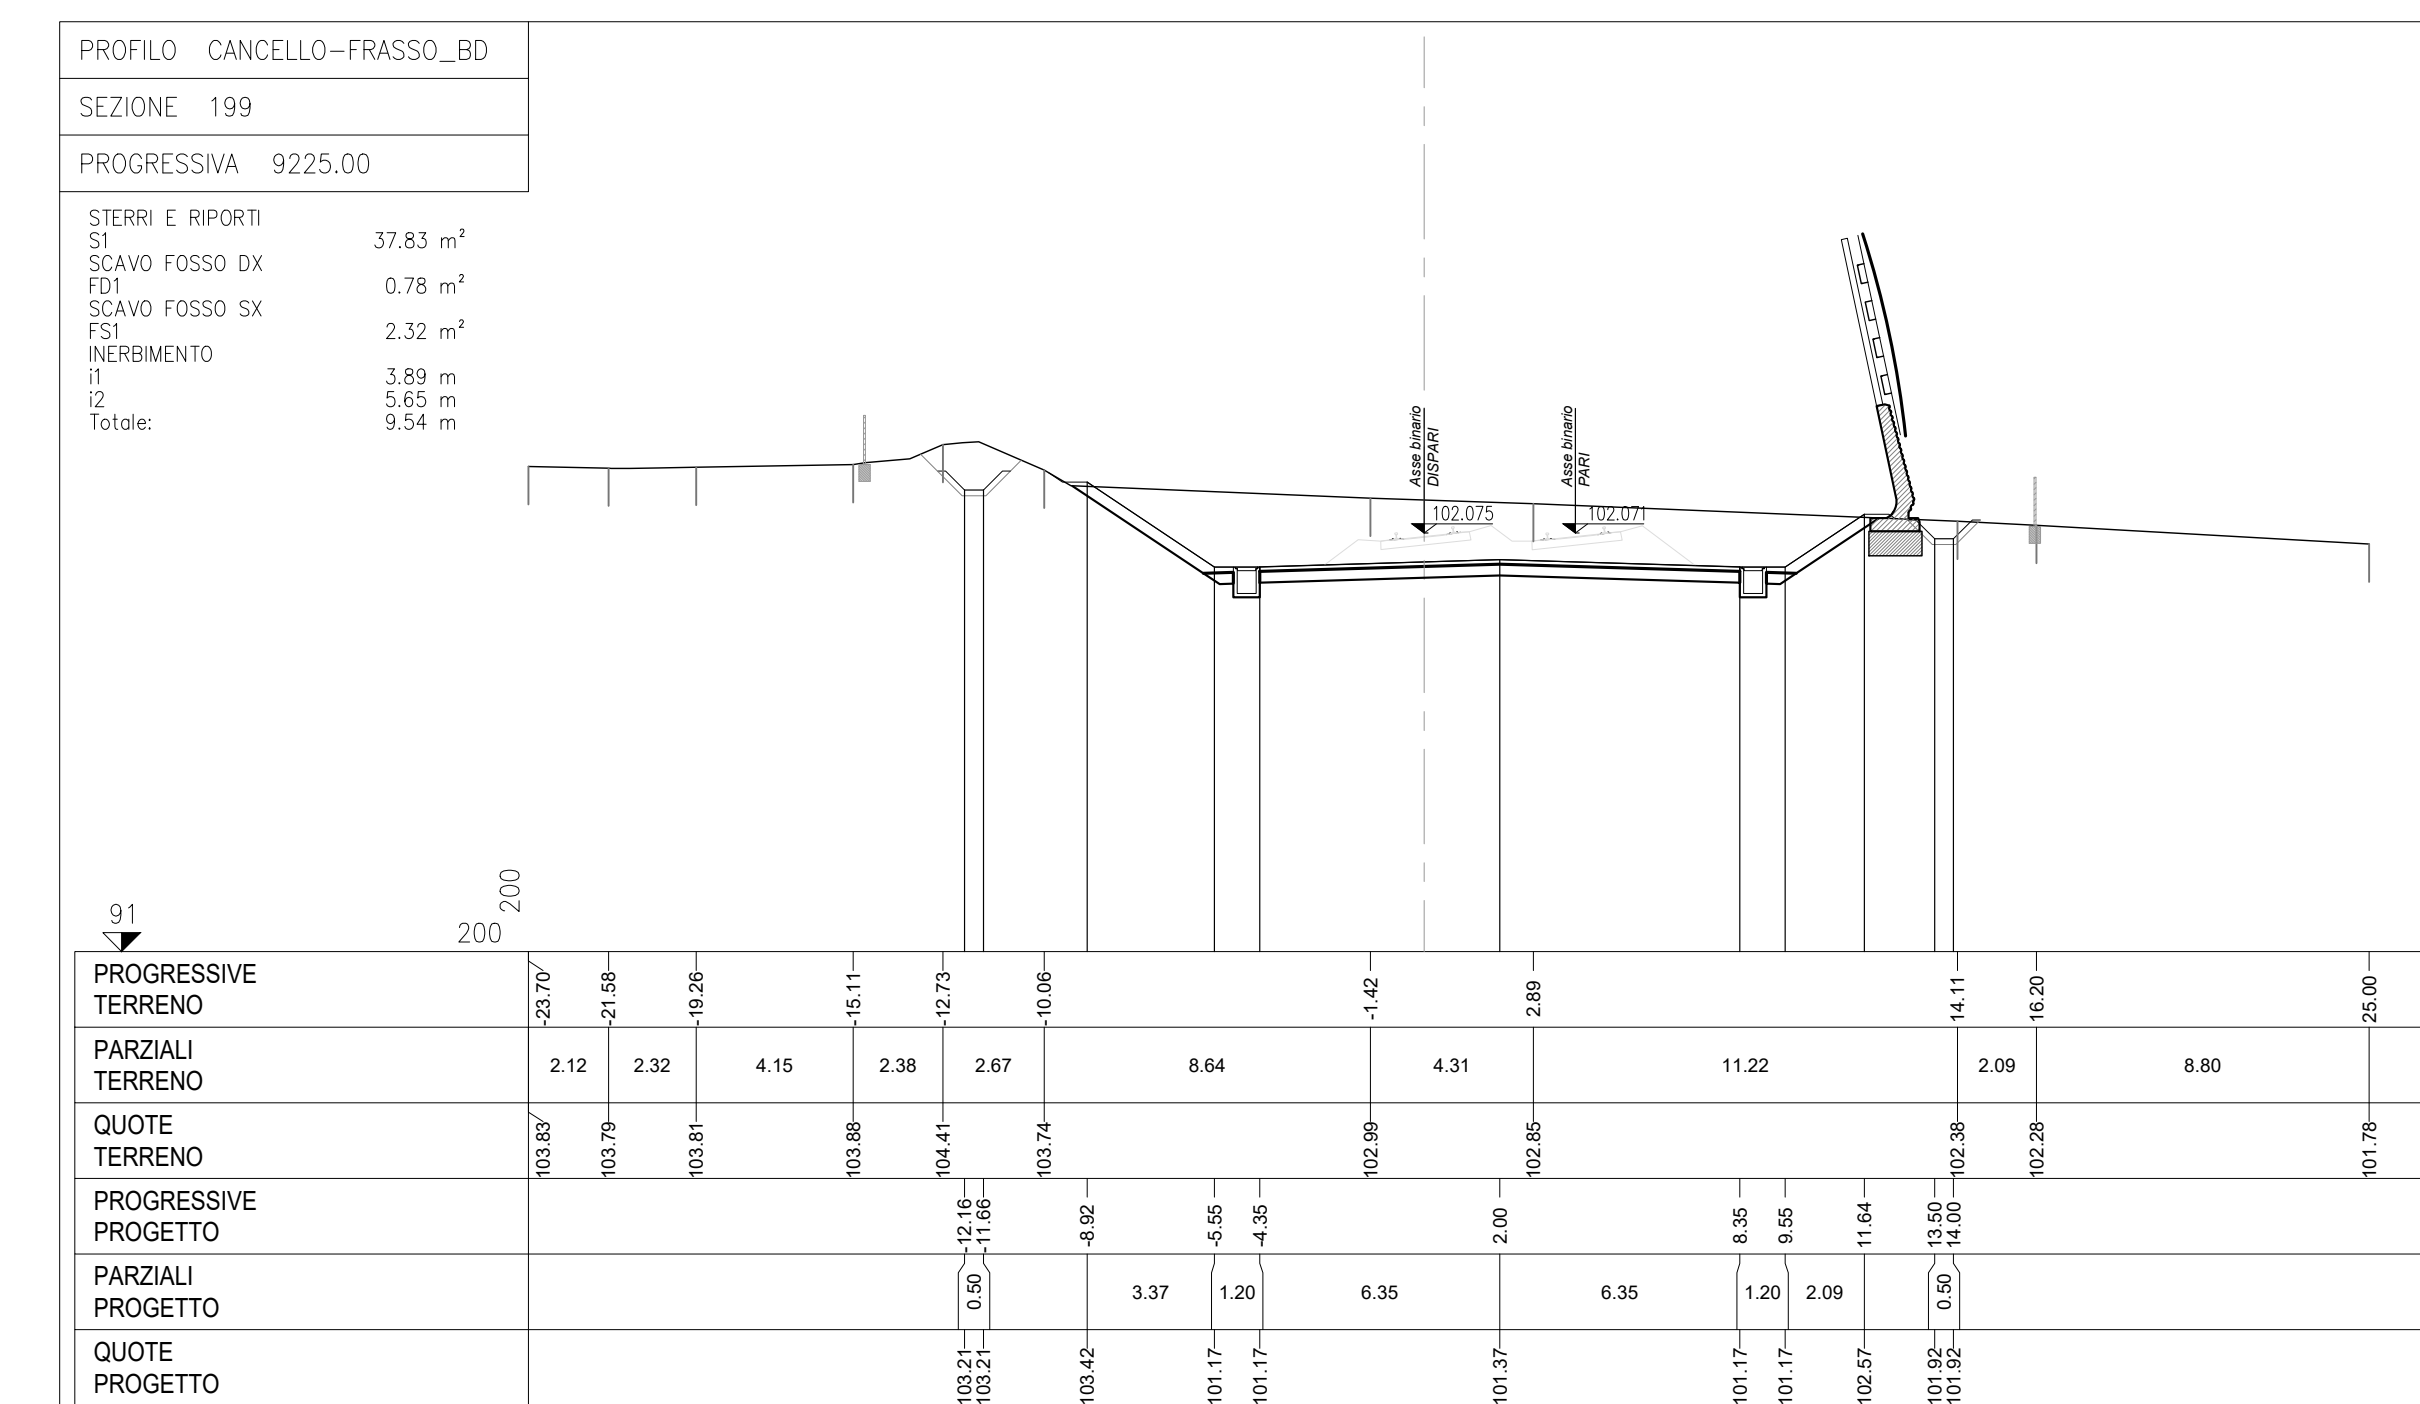 PROFILO CANCELLO-FRASSO_BD
SEZIONE 199
PROGRESSIVA 9225.00
STERRI E RIPORTI
S1 37.83 m²
SCAVO FOSSO DX
FD1 0.78 m²
SCAVO FOSSO SX
FS1 2.32 m²
INERBIMENTO
i1 3.89 m
i2 5.65 m
Totale: 9.54 m
Asse binario
DISPARI
Asse binario
PARI
102.075
102.071
200
91
200
PROGRESSIVE
TERRENO
-23.70 -21.58 -19.26 -15.11 -12.73 -10.06 -1.42 2.89 14.11 16.20 25.00
PARZIALI
TERRENO
2.12 2.32 4.15 2.38 2.67 8.64 4.31 11.22 2.09 8.80
QUOTE
TERRENO
103.83 103.79 103.81 103.88 104.41 103.74 102.99 102.85 102.38 102.28 101.78
PROGRESSIVE
PROGETTO
-12.16 -11.66 -8.92 -5.55 -4.35 2.00 8.35 9.55 11.64 13.50 14.00
PARZIALI
PROGETTO
0.50 3.37 1.20 6.35 6.35 1.20 2.09 0.50
QUOTE
PROGETTO
103.21 103.21 103.42 101.17 101.17 101.37 101.17 101.17 102.57 101.92 101.92